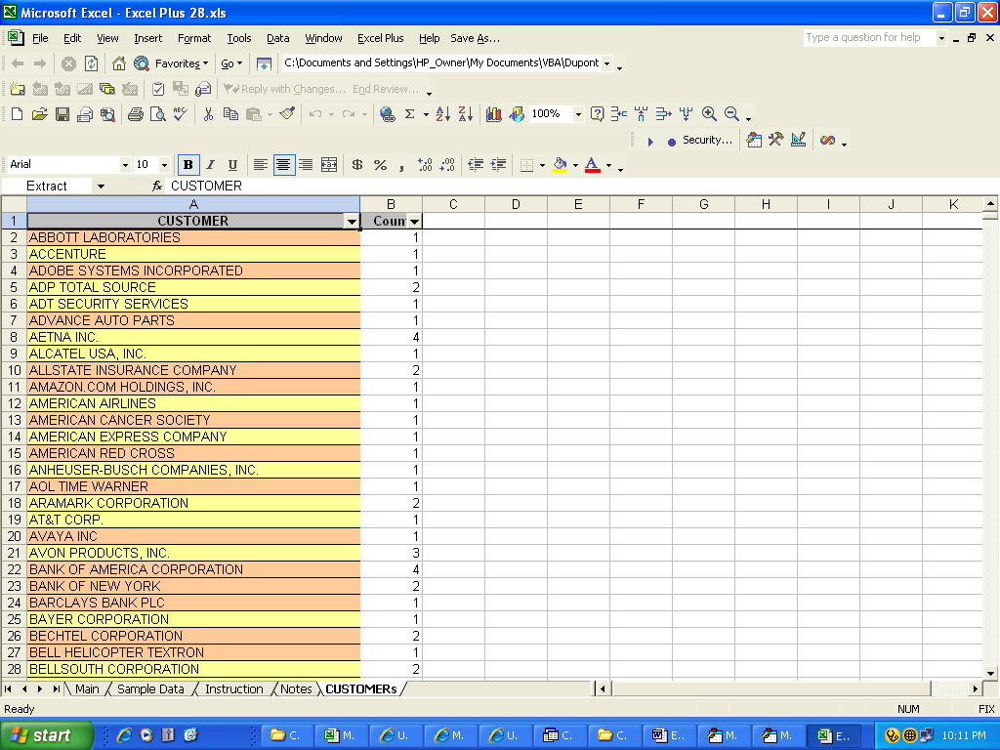 Microsoft Excel - Excel Plus 28.xls
File Edit View Insert Format Tools Data Window Excel Plus Help Save As... Type a question for help
Favorites Go C:\Documents and Settings\HP_Owner\My Documents\VBA\Dupont
Reply with Changes... End Review...
100%
Security...
Arial 10 B I U $ % ,
Extract fx CUSTOMER
A B C D E F G H I J K
1 CUSTOMER Coun
2 ABBOTT LABORATORIES 1
3 ACCENTURE 1
4 ADOBE SYSTEMS INCORPORATED 1
5 ADP TOTAL SOURCE 2
6 ADT SECURITY SERVICES 1
7 ADVANCE AUTO PARTS 1
8 AETNA INC. 4
9 ALCATEL USA, INC. 1
10 ALLSTATE INSURANCE COMPANY 2
11 AMAZON.COM HOLDINGS, INC. 1
12 AMERICAN AIRLINES 1
13 AMERICAN CANCER SOCIETY 1
14 AMERICAN EXPRESS COMPANY 1
15 AMERICAN RED CROSS 1
16 ANHEUSER-BUSCH COMPANIES, INC. 1
17 AOL TIME WARNER 1
18 ARAMARK CORPORATION 2
19 AT&T CORP. 1
20 AVAYA INC 1
21 AVON PRODUCTS, INC. 3
22 BANK OF AMERICA CORPORATION 4
23 BANK OF NEW YORK 2
24 BARCLAYS BANK PLC 1
25 BAYER CORPORATION 1
26 BECHTEL CORPORATION 2
27 BELL HELICOPTER TEXTRON 1
28 BELLSOUTH CORPORATION 2
Main Sample Data Instruction Notes CUSTOMERs
Ready NUM FIX
start C. M. U. M. U. C. C. E.. M. M. E.. 10:11 PM